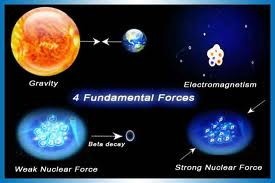 Gravity
Electromagnetism
4 Fundamental Forces
Beta decay
Weak Nuclear Force
Strong Nuclear Force